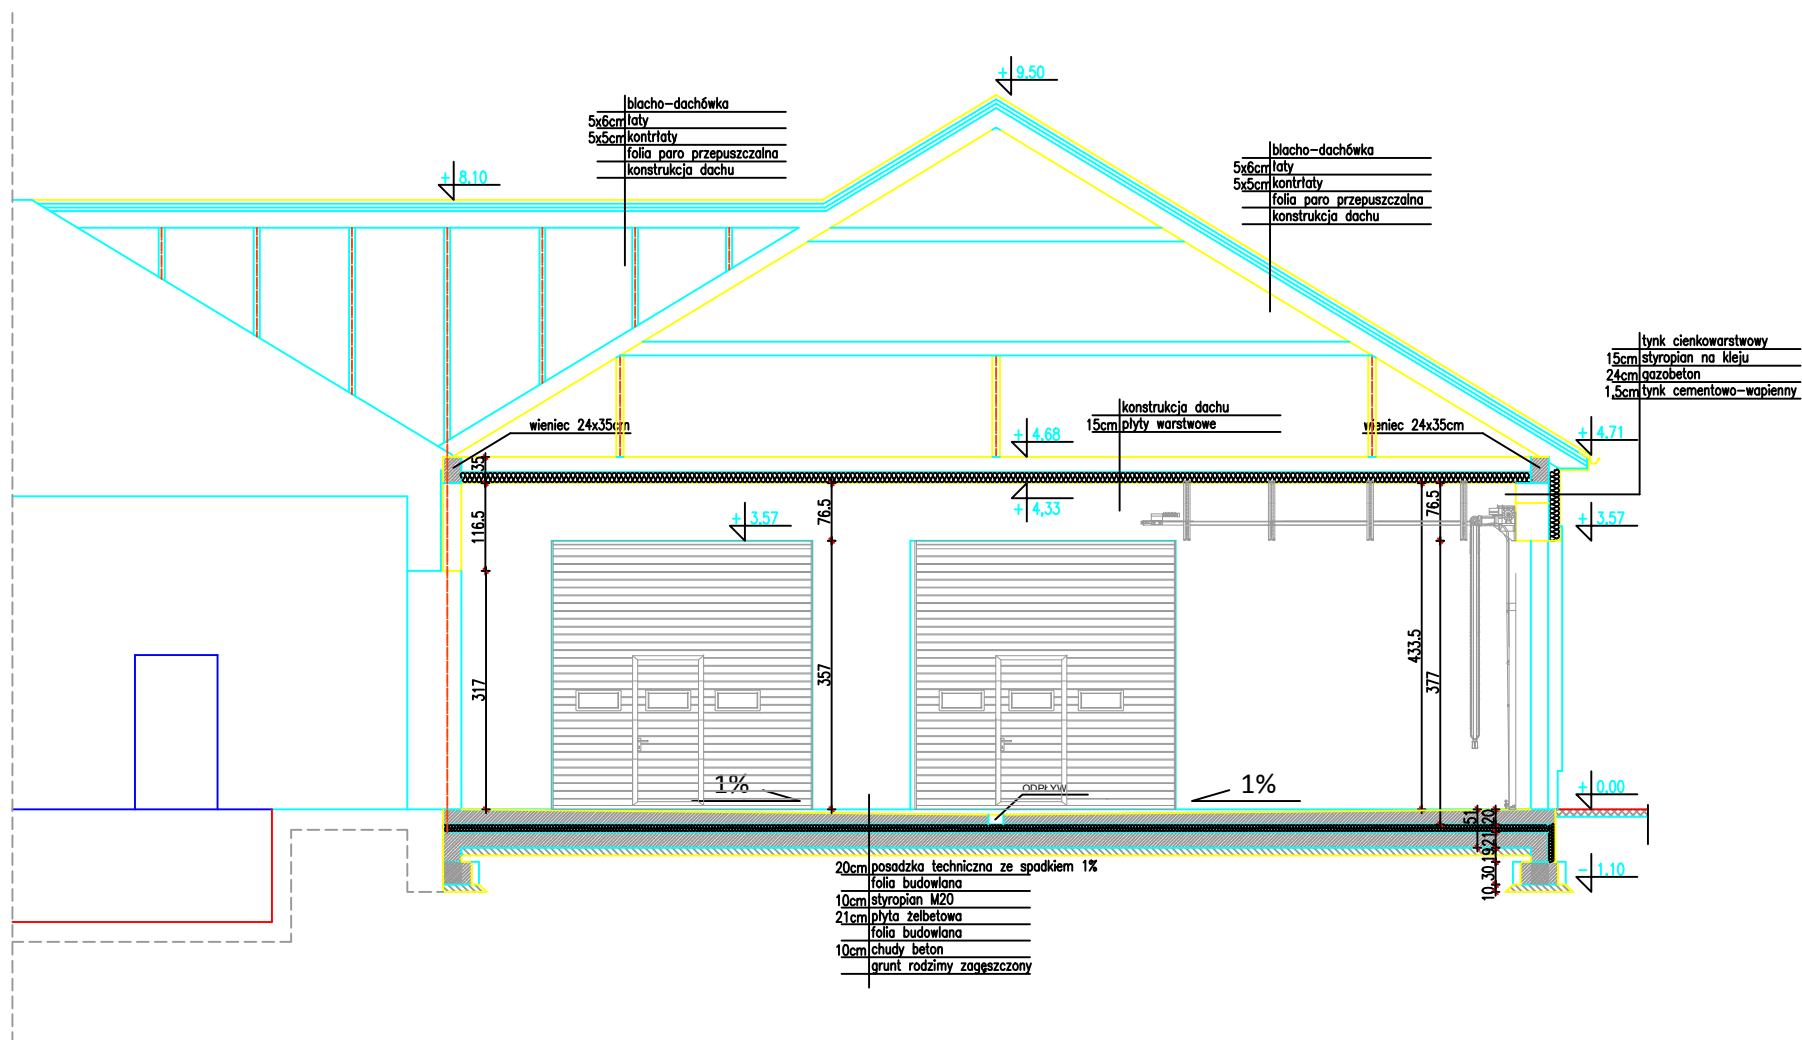 + 9,50
blacho-dachówka
5x6cm łaty
5x5cm kontrłaty
folia paro przepuszczalna
konstrukcja dachu
+ 8,10
blacho-dachówka
5x6cm łaty
5x5cm kontrłaty
folia paro przepuszczalna
konstrukcja dachu
tynk cienkowarstwowy
15cm styropian na kleju
24cm gazobeton
1,5cm tynk cementowo-wapienny
konstrukcja dachu
15cm płyty warstwowe
wieniec 24x35cm
+ 4,68
wieniec 24x35cm
+ 4,71
35
+ 4,33
+ 3,57
+ 3,57
116.5
76.5
76.5
317
357
433.5
377
1%
ODPŁYW
1%
+ 0,00
51
20
21
19
30
10
- 1,10
20cm posadzka techniczna ze spadkiem 1%
folia budowlana
10cm styropian M20
21cm płyta żelbetowa
folia budowlana
10cm chudy beton
grunt rodzimy zagęszczony